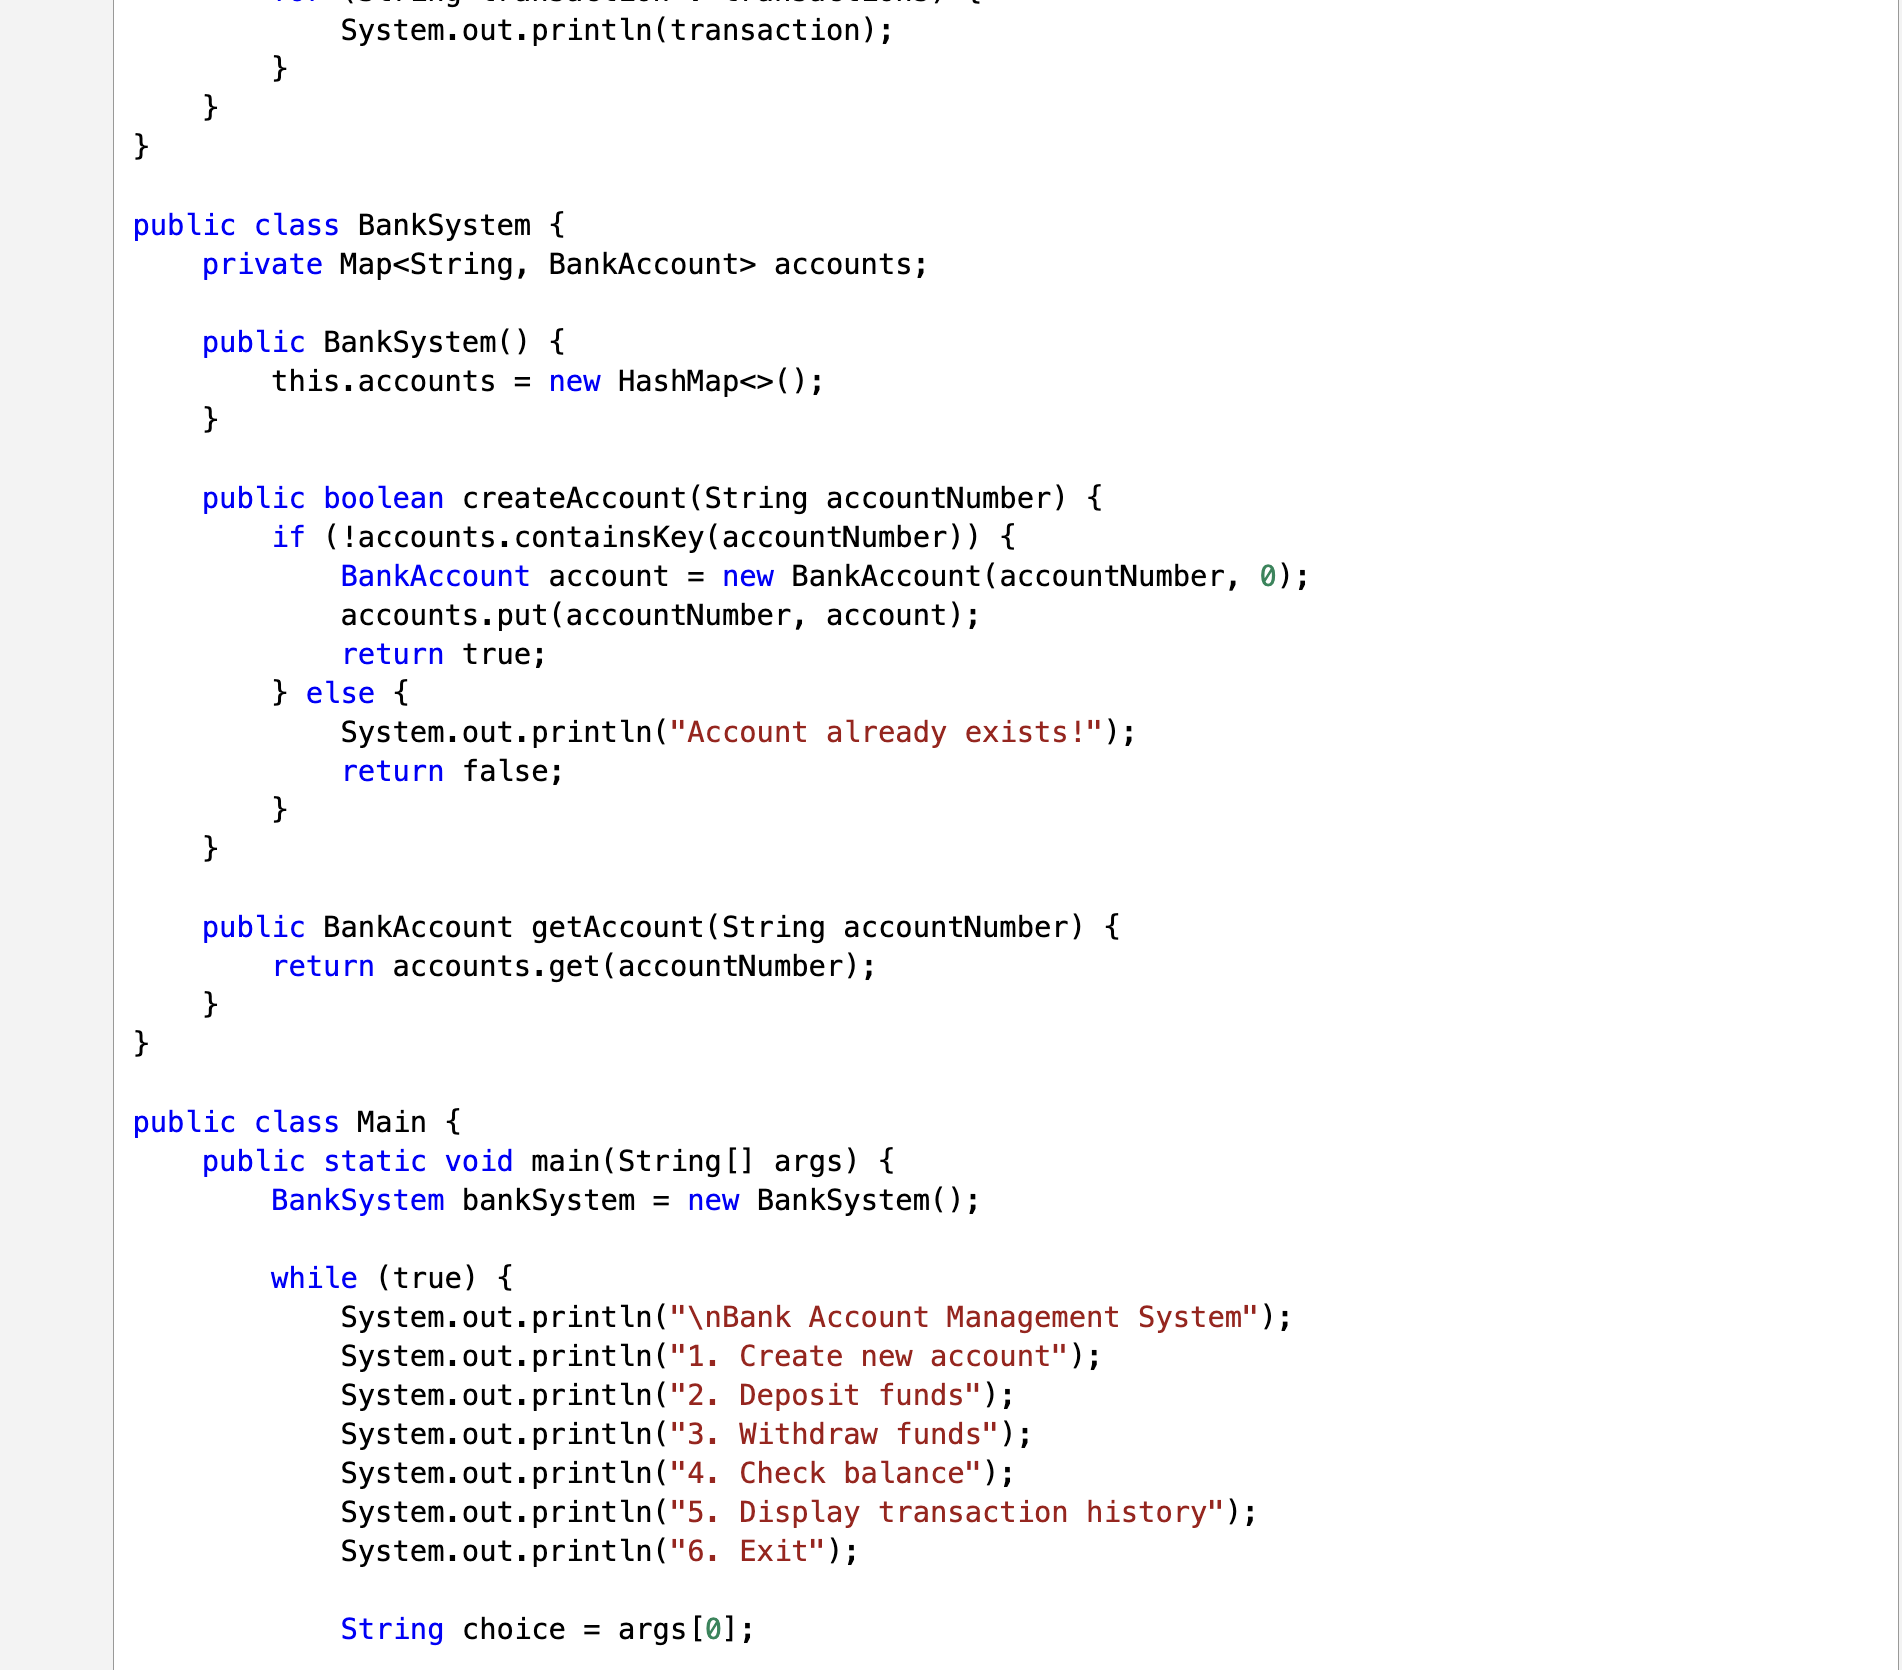 for (String transaction : transactions) {
            System.out.println(transaction);
        }
    }
}

public class BankSystem {
    private Map<String, BankAccount> accounts;

    public BankSystem() {
        this.accounts = new HashMap<>();
    }

    public boolean createAccount(String accountNumber) {
        if (!accounts.containsKey(accountNumber)) {
            BankAccount account = new BankAccount(accountNumber, 0);
            accounts.put(accountNumber, account);
            return true;
        } else {
            System.out.println("Account already exists!");
            return false;
        }
    }

    public BankAccount getAccount(String accountNumber) {
        return accounts.get(accountNumber);
    }
}

public class Main {
    public static void main(String[] args) {
        BankSystem bankSystem = new BankSystem();

        while (true) {
            System.out.println("\nBank Account Management System");
            System.out.println("1. Create new account");
            System.out.println("2. Deposit funds");
            System.out.println("3. Withdraw funds");
            System.out.println("4. Check balance");
            System.out.println("5. Display transaction history");
            System.out.println("6. Exit");

            String choice = args[0];